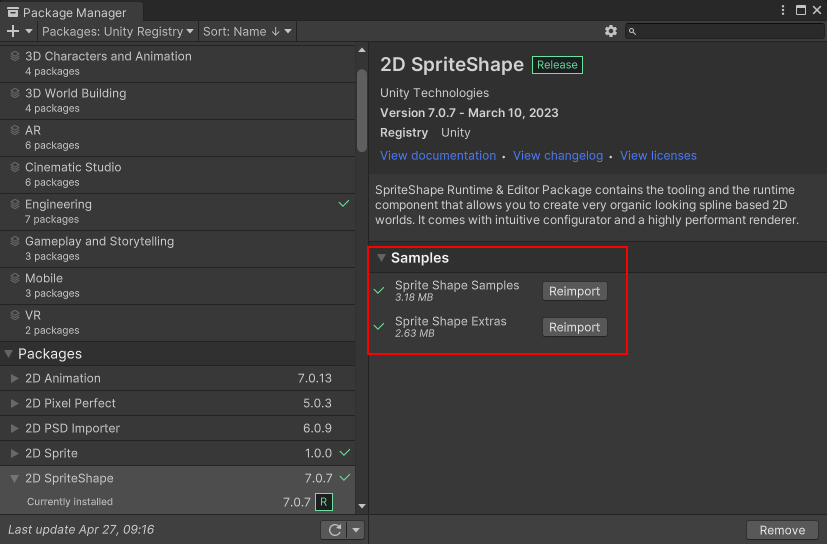 Package Manager
Packages: Unity Registry
Sort: Name ↓
3D Characters and Animation
4 packages
3D World Building
4 packages
AR
6 packages
Cinematic Studio
6 packages
Engineering
7 packages
Gameplay and Storytelling
3 packages
Mobile
3 packages
VR
2 packages
Packages
2D Animation 7.0.13
2D Pixel Perfect 5.0.3
2D PSD Importer 6.0.9
2D Sprite 1.0.0
2D SpriteShape 7.0.7
Currently installed 7.0.7 R
Last update Apr 27, 09:16
2D SpriteShape Release
Unity Technologies
Version 7.0.7 - March 10, 2023
Registry Unity
View documentation • View changelog • View licenses
SpriteShape Runtime & Editor Package contains the tooling and the runtime
component that allows you to create very organic looking spline based 2D
worlds. It comes with intuitive configurator and a highly performant renderer.
Samples
Sprite Shape Samples
3.18 MB
Reimport
Sprite Shape Extras
2.63 MB
Reimport
Remove